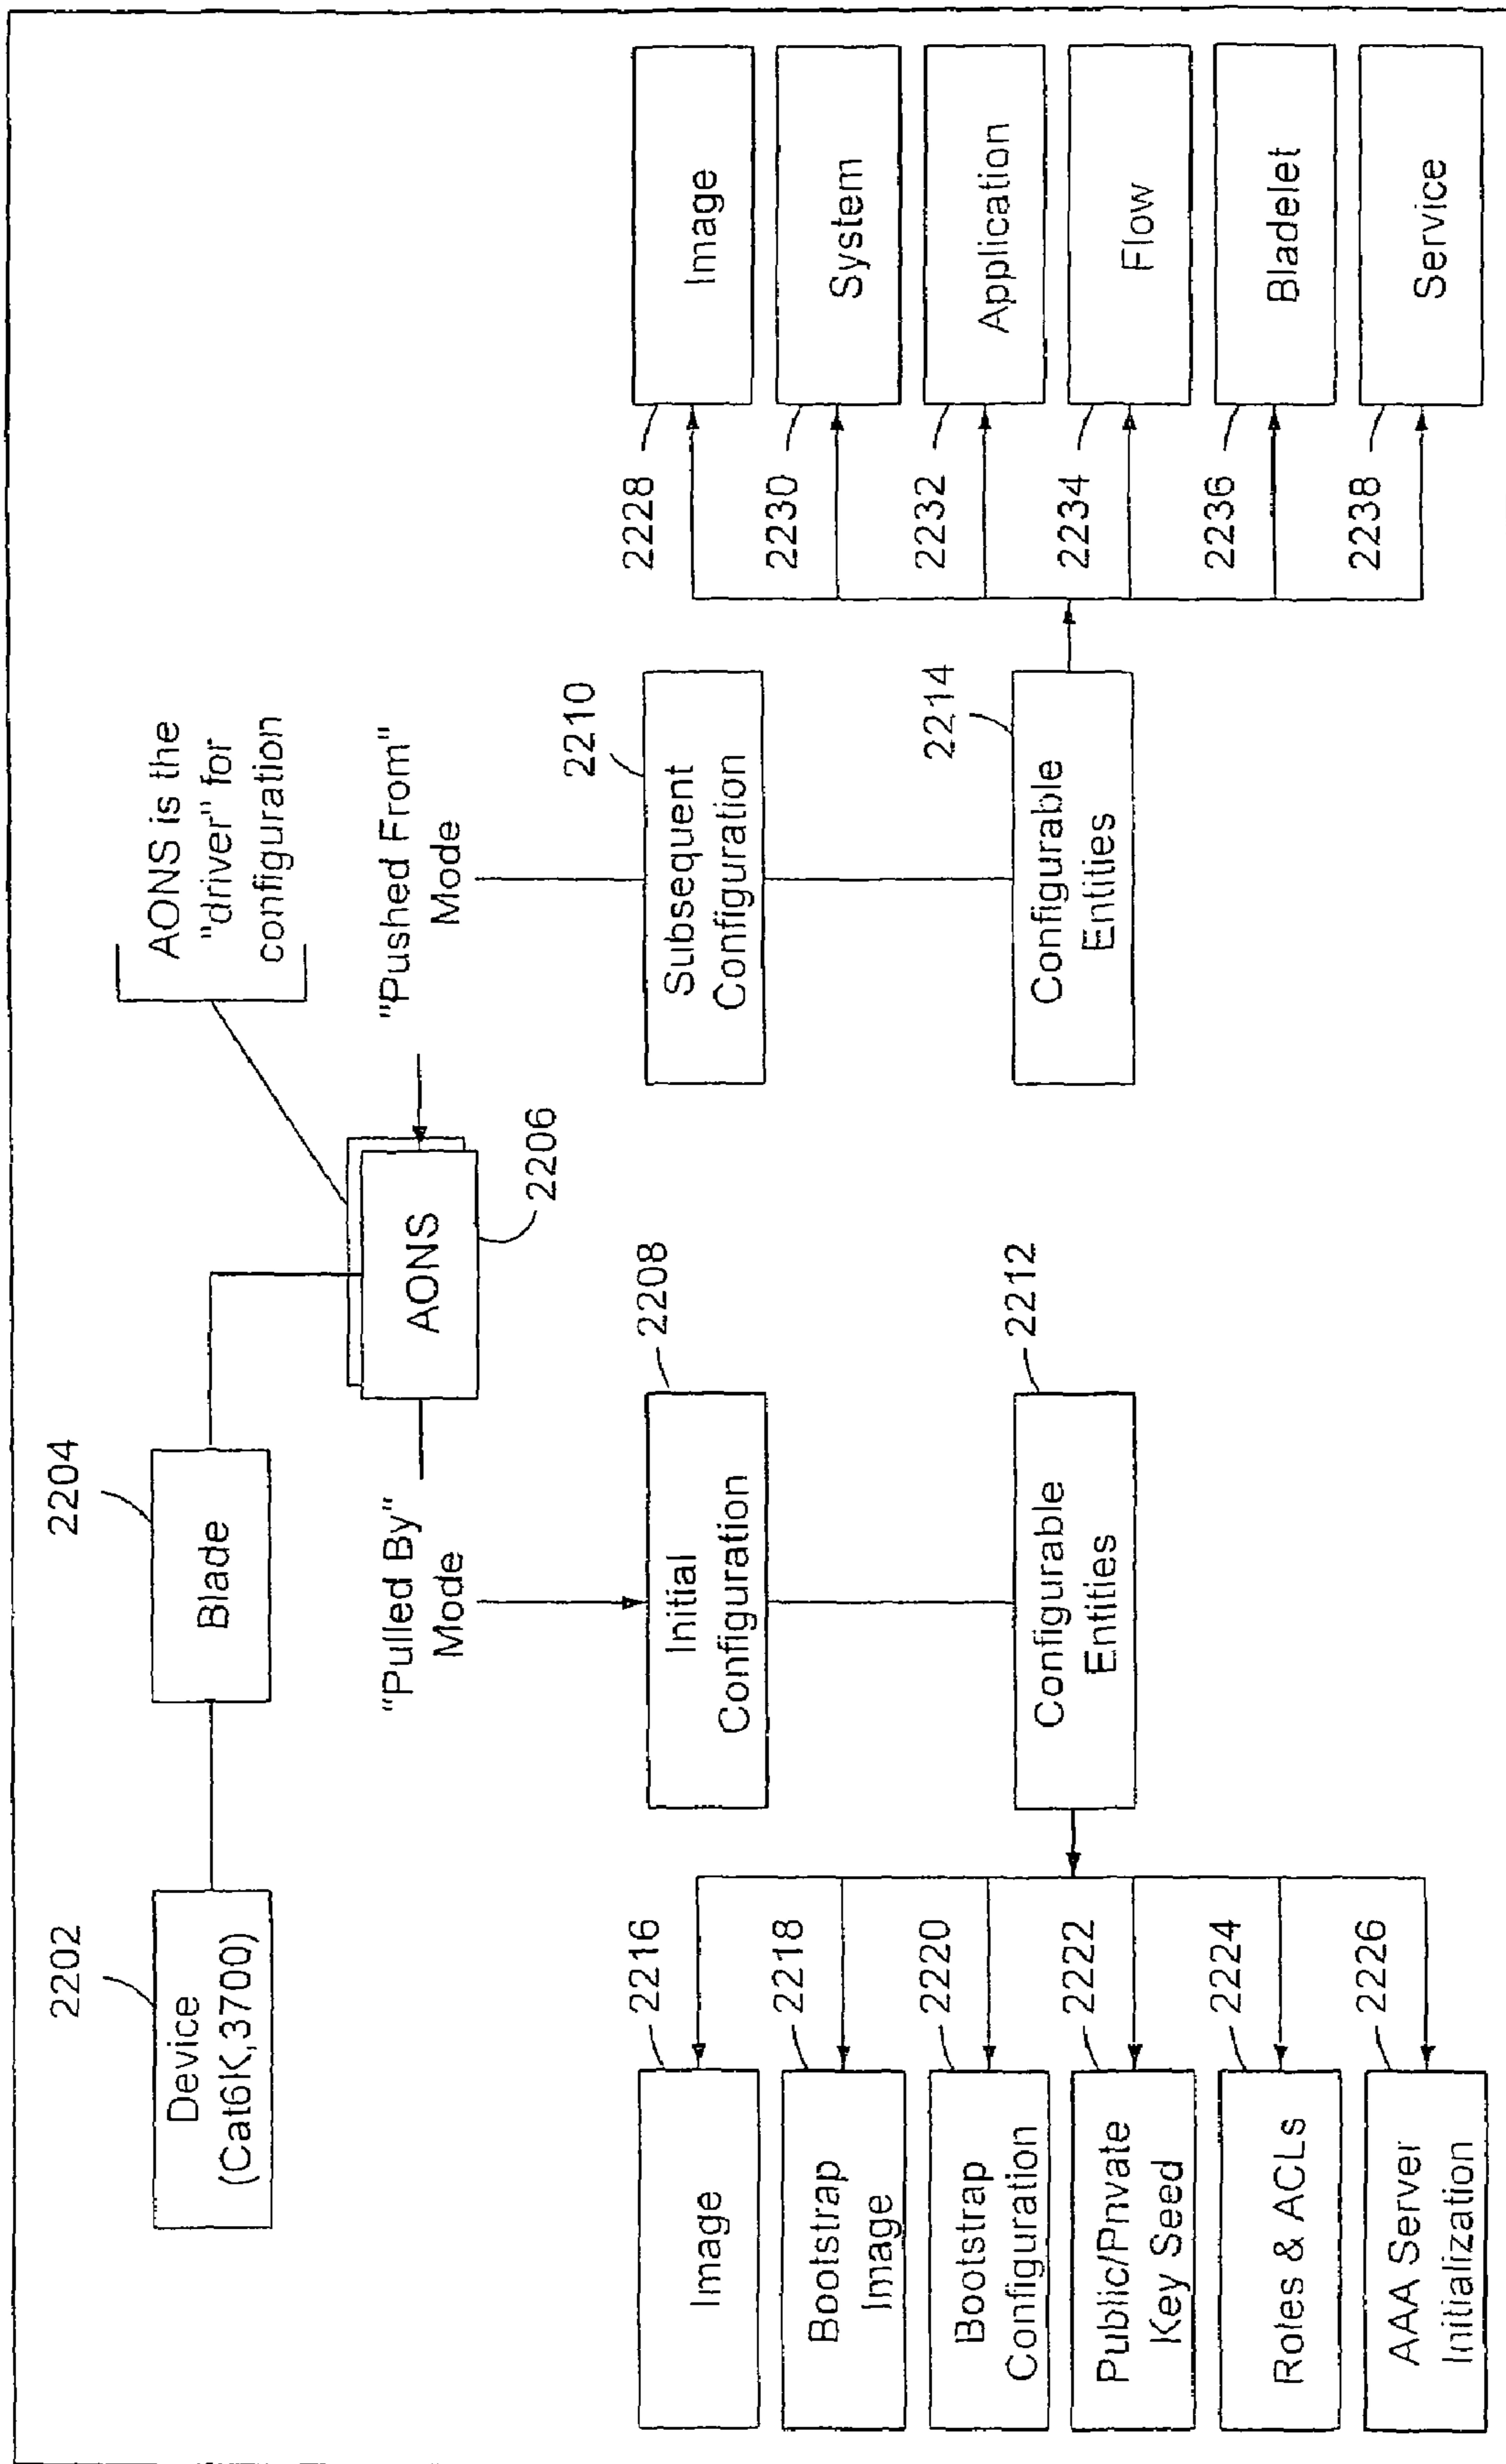 2202
Device
(Cat6K,3700)
2204
Blade
AONS is the
"driver" for
configuration
AONS
2206
"Pulled By"
Mode
"Pushed From"
Mode
2208
Initial
Configuration
2210
Subsequent
Configuration
2212
Configurable
Entities
2214
Configurable
Entities
2216
Image
2218
Bootstrap
Image
2220
Bootstrap
Configuration
2222
Public/Private
Key Seed
2224
Roles & ACLs
2226
AAA Server
Initialization
2228
Image
2230
System
2232
Application
2234
Flow
2236
Bladelet
2238
Service